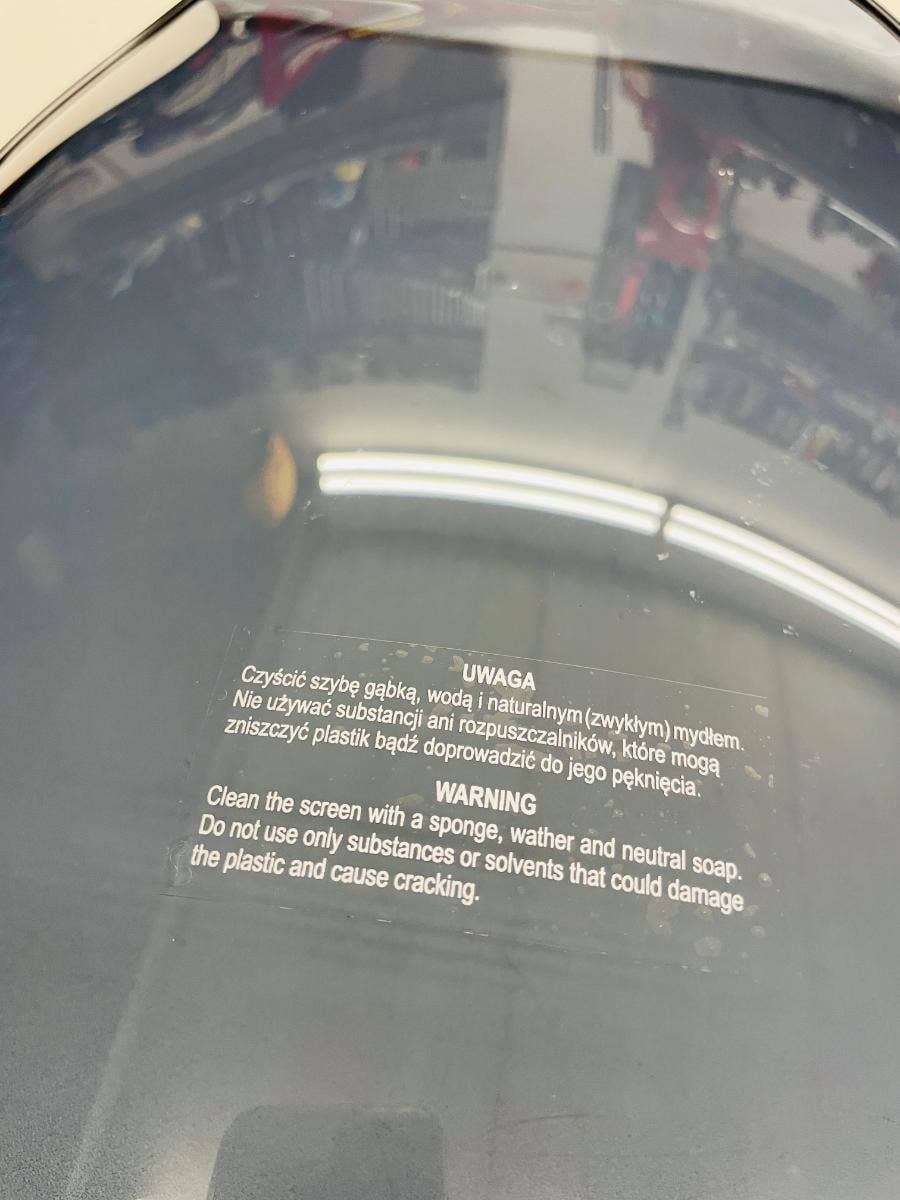 UWAGA
Czyścić szybę gąbką, wodą i naturalnym (zwykłym) mydłem.
Nie używać substancji ani rozpuszczalników, które mogą
zniszczyć plastik bądź doprowadzić do jego pęknięcia.
WARNING
Clean the screen with a sponge, wather and neutral soap.
Do not use only substances or solvents that could damage
the plastic and cause cracking.